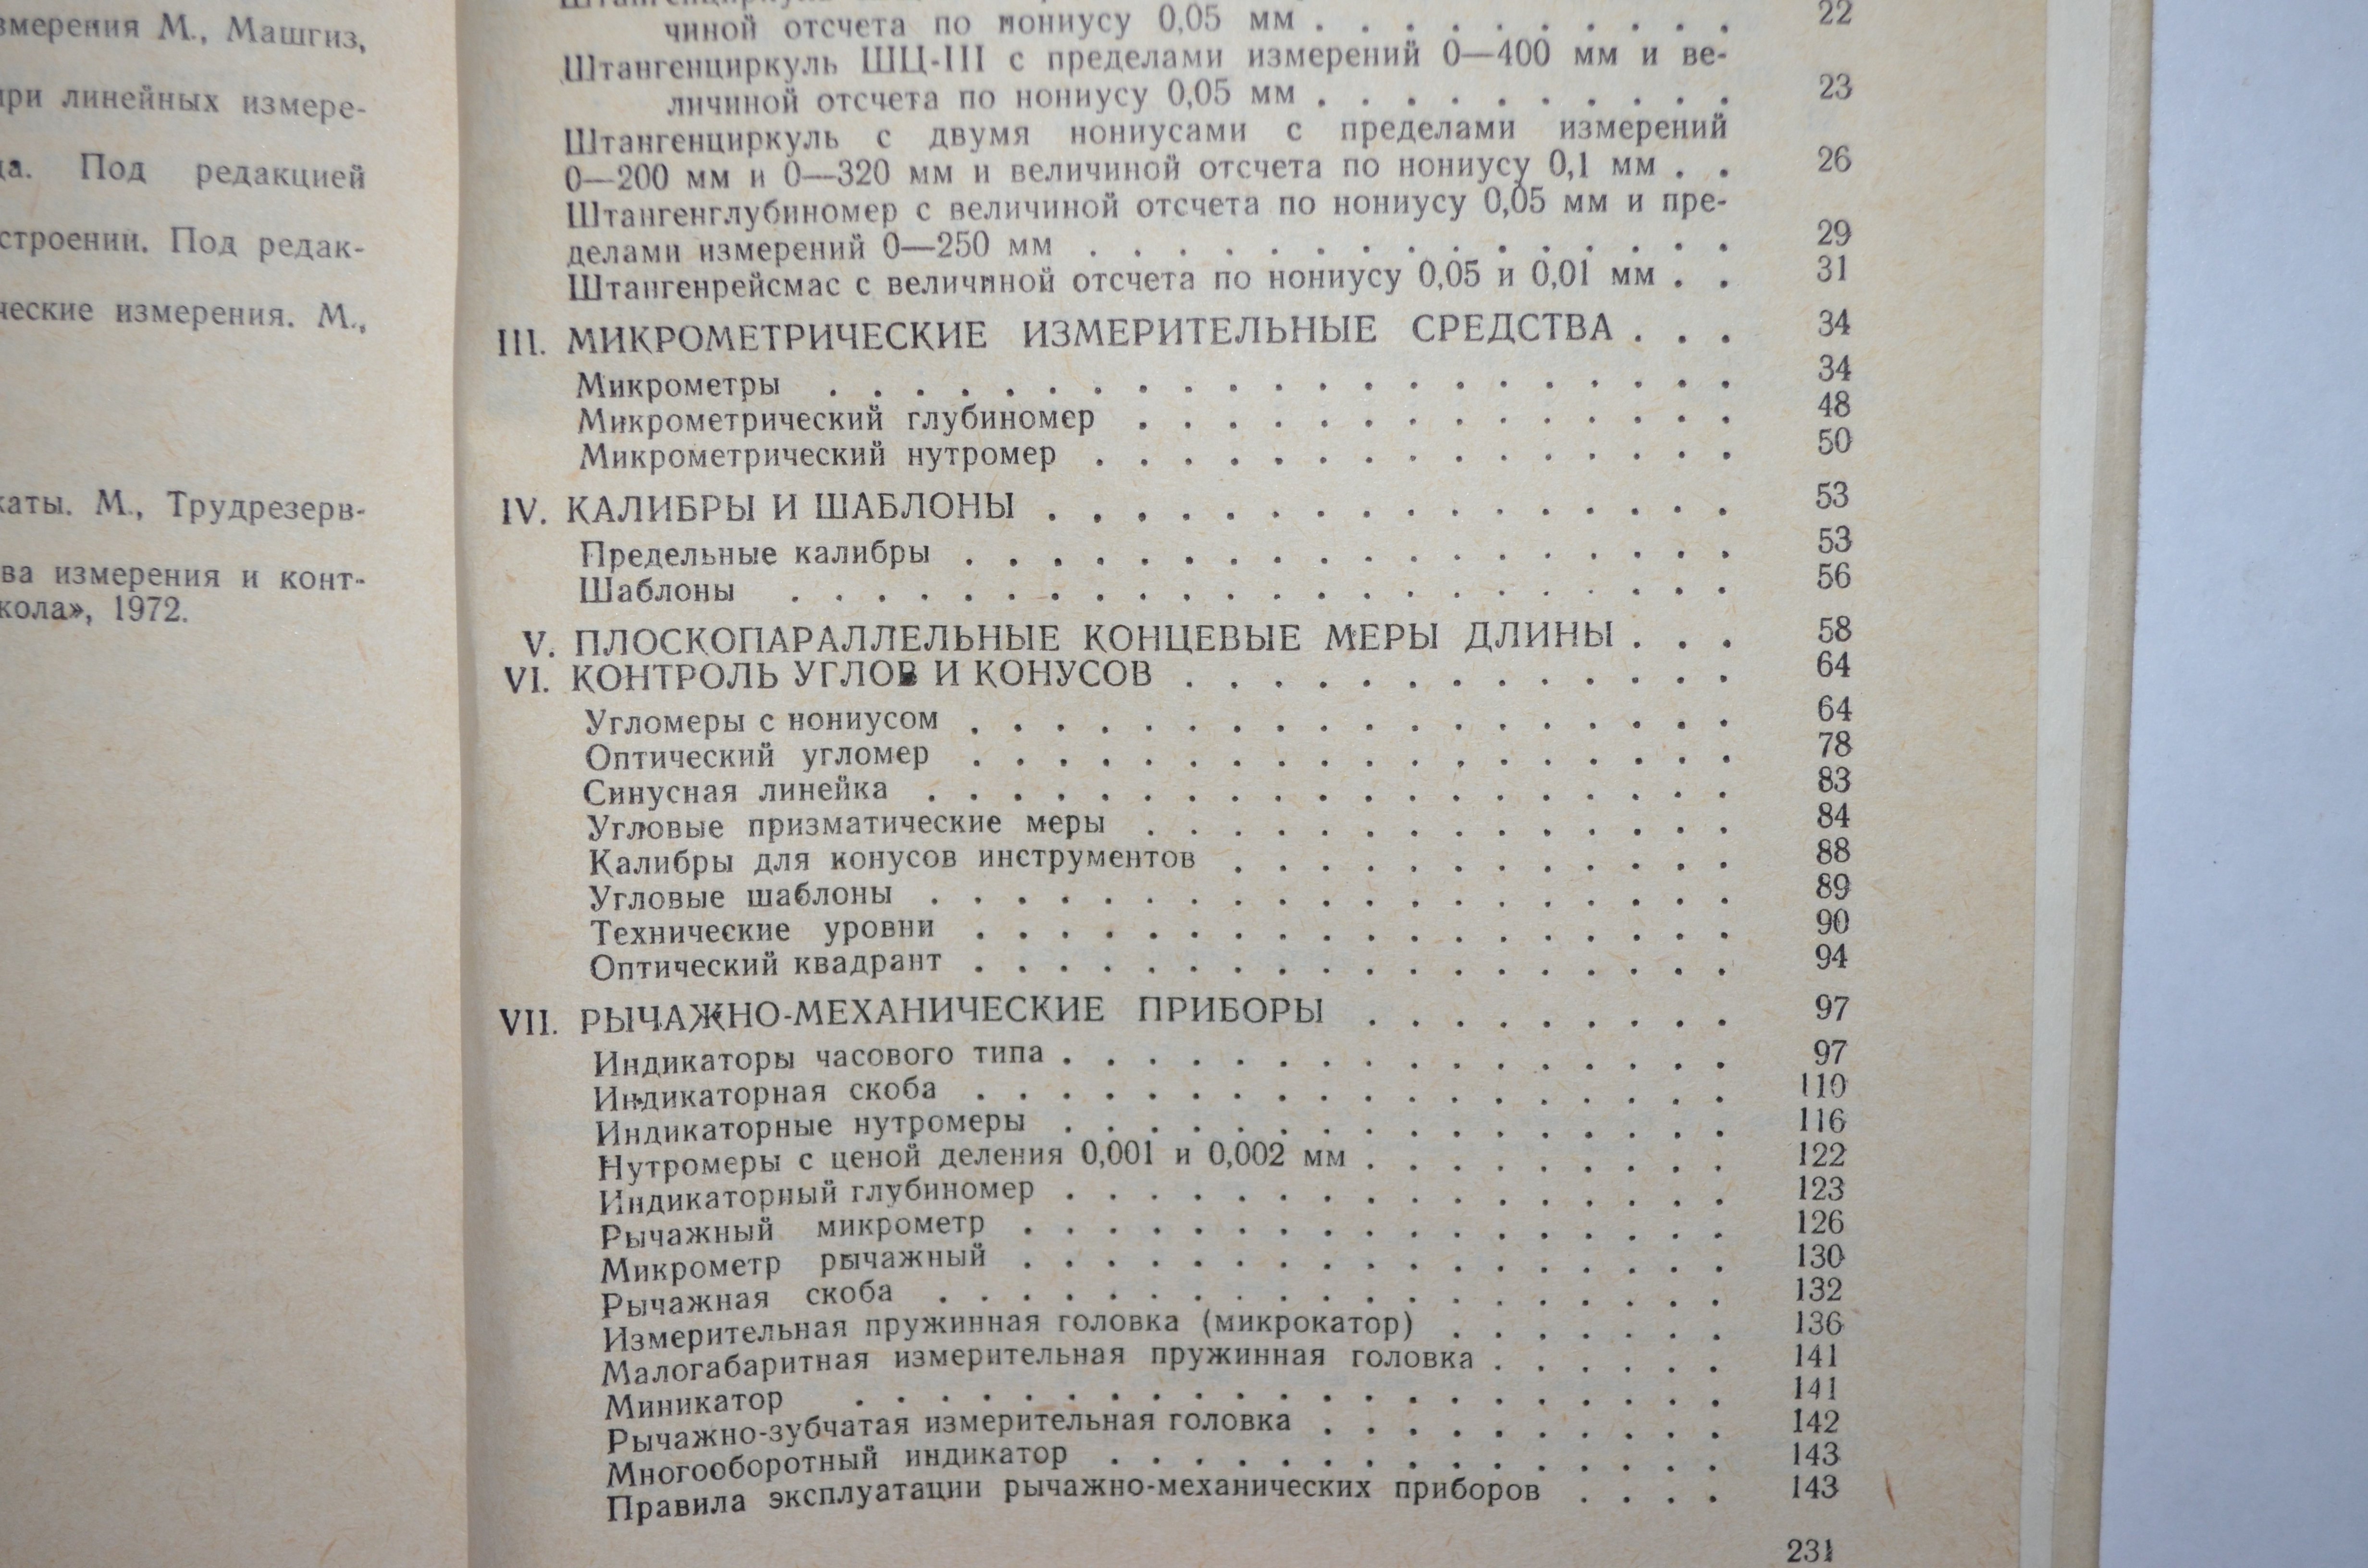 измерения М., Машгиз,
при линейных измере-
да. Под редакцией
строении. Под редак-
ческие измерения. М.,
каты. М., Трудрезерв-
ва измерения и конт-
кола», 1972.
чиной отсчета по нониусу 0,05 мм . . . . . . . . . . 22
Штангенциркуль ШЦ-III с пределами измерений 0—400 мм и ве-
личиной отсчета по нониусу 0,05 мм . . . . . . . . . . 23
Штангенциркуль с двумя нониусами с пределами измерений
0—200 мм и 0—320 мм и величиной отсчета по нониусу 0,1 мм . . 26
Штангенглубиномер с величиной отсчета по нониусу 0,05 мм и пре-
делами измерений 0—250 мм . . . . . . . . . . . . . . . 29
Штангенрейсмас с величиной отсчета по нониусу 0,05 и 0,01 мм . . 31
III. МИКРОМЕТРИЧЕСКИЕ ИЗМЕРИТЕЛЬНЫЕ СРЕДСТВА . . . 34
Микрометры . . . . . . . . . . . . . . . . . . . . . 34
Микрометрический глубиномер . . . . . . . . . . . . . . 48
Микрометрический нутромер . . . . . . . . . . . . . . . 50
IV. КАЛИБРЫ И ШАБЛОНЫ . . . . . . . . . . . . . . . . 53
Предельные калибры . . . . . . . . . . . . . . . . . . 53
Шаблоны . . . . . . . . . . . . . . . . . . . . . . 56
V. ПЛОСКОПАРАЛЛЕЛЬНЫЕ КОНЦЕВЫЕ МЕРЫ ДЛИНЫ . . . 58
VI. КОНТРОЛЬ УГЛОВ И КОНУСОВ . . . . . . . . . . . . . 64
Угломеры с нониусом . . . . . . . . . . . . . . . . . . 64
Оптический угломер . . . . . . . . . . . . . . . . . . 78
Синусная линейка . . . . . . . . . . . . . . . . . . . 83
Угловые призматические меры . . . . . . . . . . . . . . 84
Калибры для конусов инструментов . . . . . . . . . . . . 88
Угловые шаблоны . . . . . . . . . . . . . . . . . . . 89
Технические уровни . . . . . . . . . . . . . . . . . . 90
Оптический квадрант . . . . . . . . . . . . . . . . . . 94
VII. РЫЧАЖНО-МЕХАНИЧЕСКИЕ ПРИБОРЫ . . . . . . . . . 97
Индикаторы часового типа . . . . . . . . . . . . . . . . 97
Индикаторная скоба . . . . . . . . . . . . . . . . . . 110
Индикаторные нутромеры . . . . . . . . . . . . . . . . 116
Нутромеры с ценой деления 0,001 и 0,002 мм . . . . . . . . . 122
Индикаторный глубиномер . . . . . . . . . . . . . . . . 123
Рычажный микрометр . . . . . . . . . . . . . . . . . 126
Микрометр рычажный . . . . . . . . . . . . . . . . . 130
Рычажная скоба . . . . . . . . . . . . . . . . . . . 132
Измерительная пружинная головка (микрокатор) . . . . . . . 136
Малогабаритная измерительная пружинная головка . . . . . . 141
Миникатор . . . . . . . . . . . . . . . . . . . . . 141
Рычажно-зубчатая измерительная головка . . . . . . . . . . 142
Многооборотный индикатор . . . . . . . . . . . . . . . 143
Правила эксплуатации рычажно-механических приборов . . . . 143
231